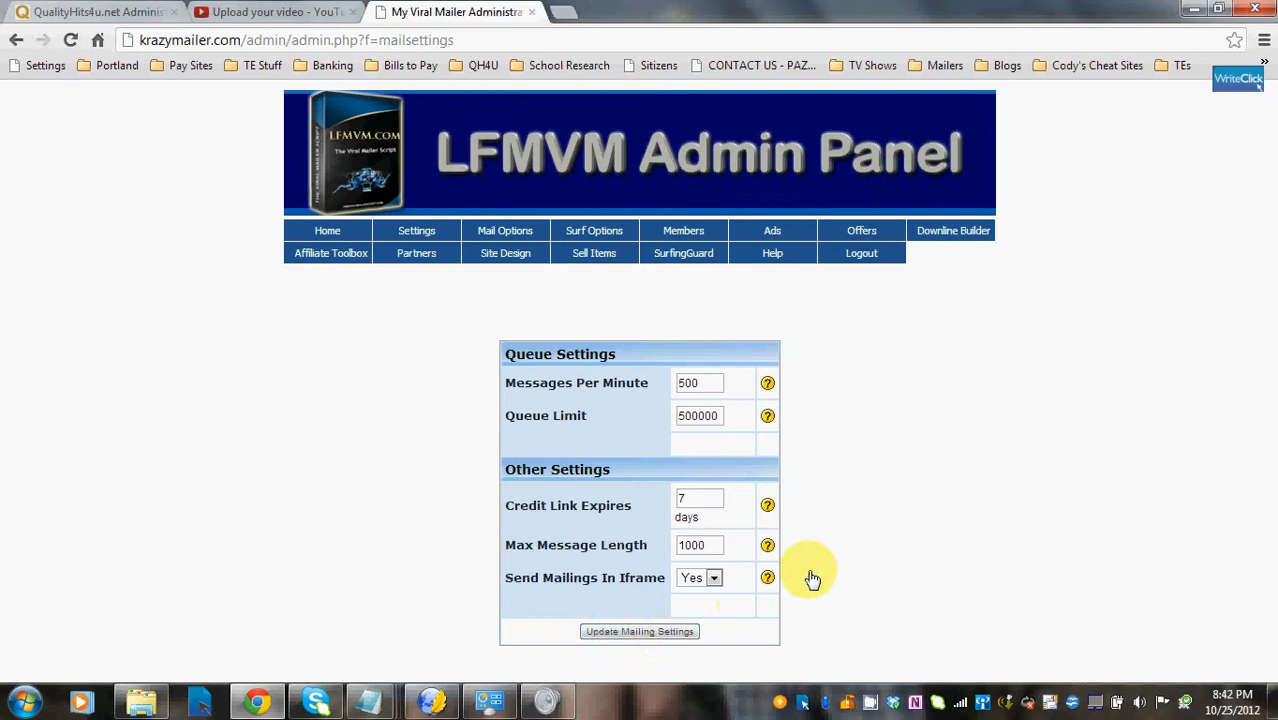 QualityHits4u.net Adminis
Upload your video - YouTu
My Viral Mailer Administra
krazymailer.com/admin/admin.php?f=mailsettings
Settings Portland Pay Sites TE Stuff Banking Bills to Pay QH4U School Research Sitizens CONTACT US - PAZ... TV Shows Mailers Blogs Cody's Cheat Sites TEs »
WriteClick
LFMVM.COM
The Viral Mailer Script
LFMVM Admin Panel
Home Settings Mail Options Surf Options Members Ads Offers Downline Builder
Affiliate Toolbox Partners Site Design Sell Items SurfingGuard Help Logout
Queue Settings
Messages Per Minute 500 ?
Queue Limit 500000 ?
Other Settings
Credit Link Expires 7 days ?
Max Message Length 1000 ?
Send Mailings In Iframe Yes ?
Update Mailing Settings
8:42 PM
10/25/2012